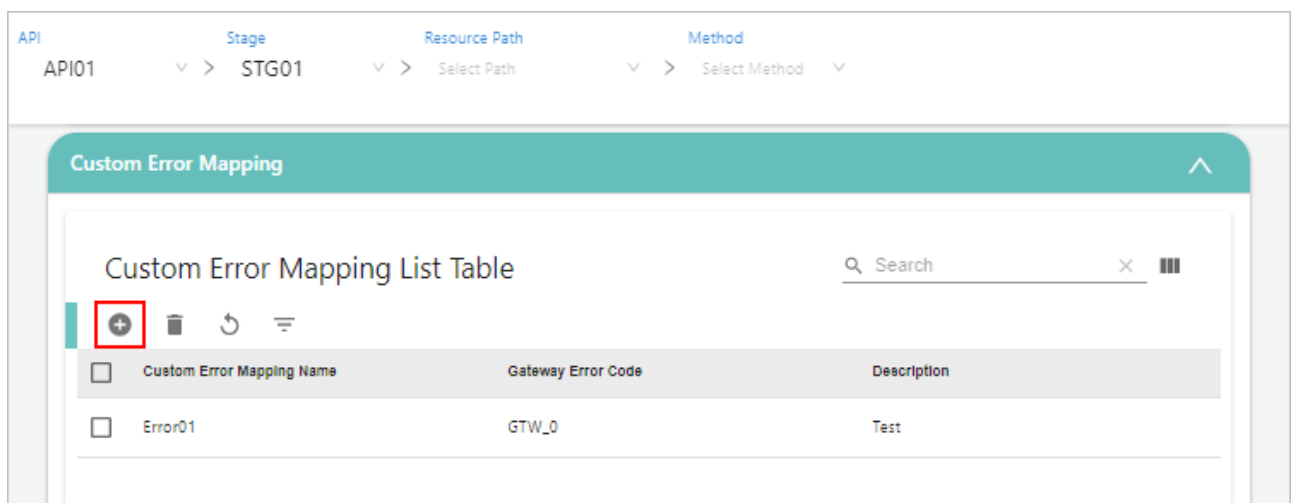 API Stage Resource Path Method
API01 > STG01 > Select Path > Select Method
Custom Error Mapping
Custom Error Mapping List Table
Search
Custom Error Mapping Name Gateway Error Code Description
Error01 GTW_0 Test